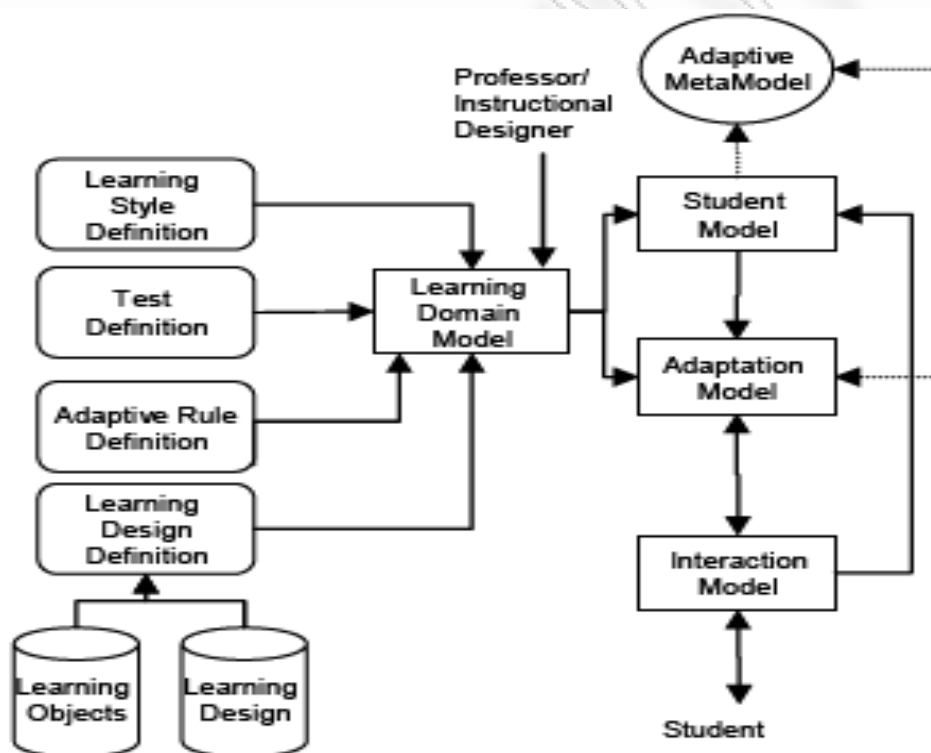 Adaptive
MetaModel
Professor/
Instructional
Designer
Learning
Style
Definition
Student
Model
Test
Definition
Learning
Domain
Model
Adaptation
Model
Adaptive Rule
Definition
Learning
Design
Definition
Interaction
Model
Learning
Objects
Learning
Design
Student